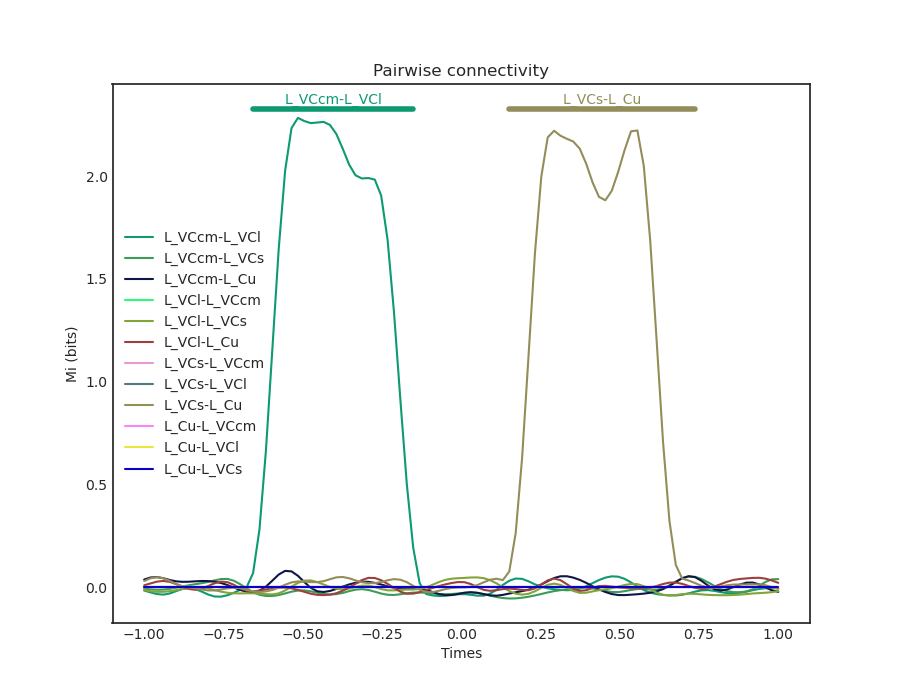 Pairwise connectivity
L_VCcm-L_VCl
L_VCs-L_Cu
2.0
1.5
1.0
0.5
0.0
Mi (bits)
L_VCcm-L_VCl
L_VCcm-L_VCs
L_VCcm-L_Cu
L_VCl-L_VCcm
L_VCl-L_VCs
L_VCl-L_Cu
L_VCs-L_VCcm
L_VCs-L_VCl
L_VCs-L_Cu
L_Cu-L_VCcm
L_Cu-L_VCl
L_Cu-L_VCs
−1.00 −0.75 −0.50 −0.25 0.00 0.25 0.50 0.75 1.00
Times